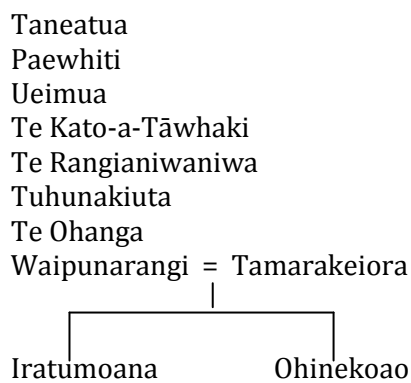 Taneatua
Paewhiti
Ueimua
Te Kato-a-Tāwhaki
Te Rangianiwaniwa
Tuhunakiuta
Te Ohanga
Waipunarangi = Tamarakeiora
Iratumoana Ohinekoao